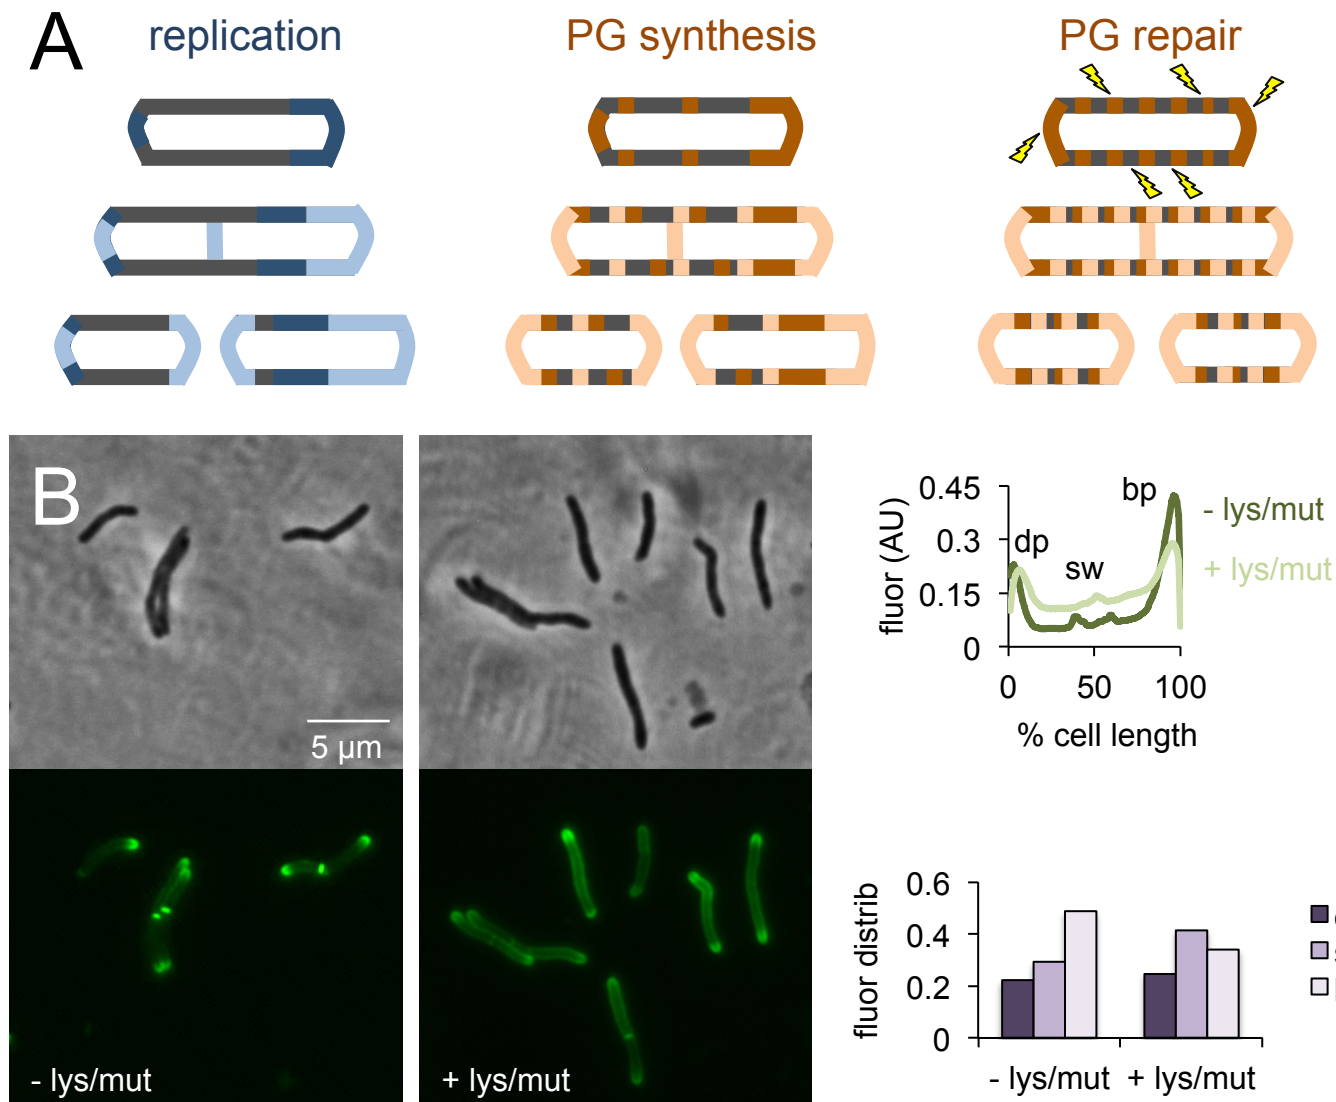 A
replication
PG synthesis
PG repair
B
5 µm
- lys/mut
+ lys/mut
0.45
0.3
0.15
0
fluor (AU)
dp
sw
bp
- lys/mut
+ lys/mut
0
50
100
% cell length
0.6
0.4
0.2
0
fluor distrib
- lys/mut
+ lys/mut